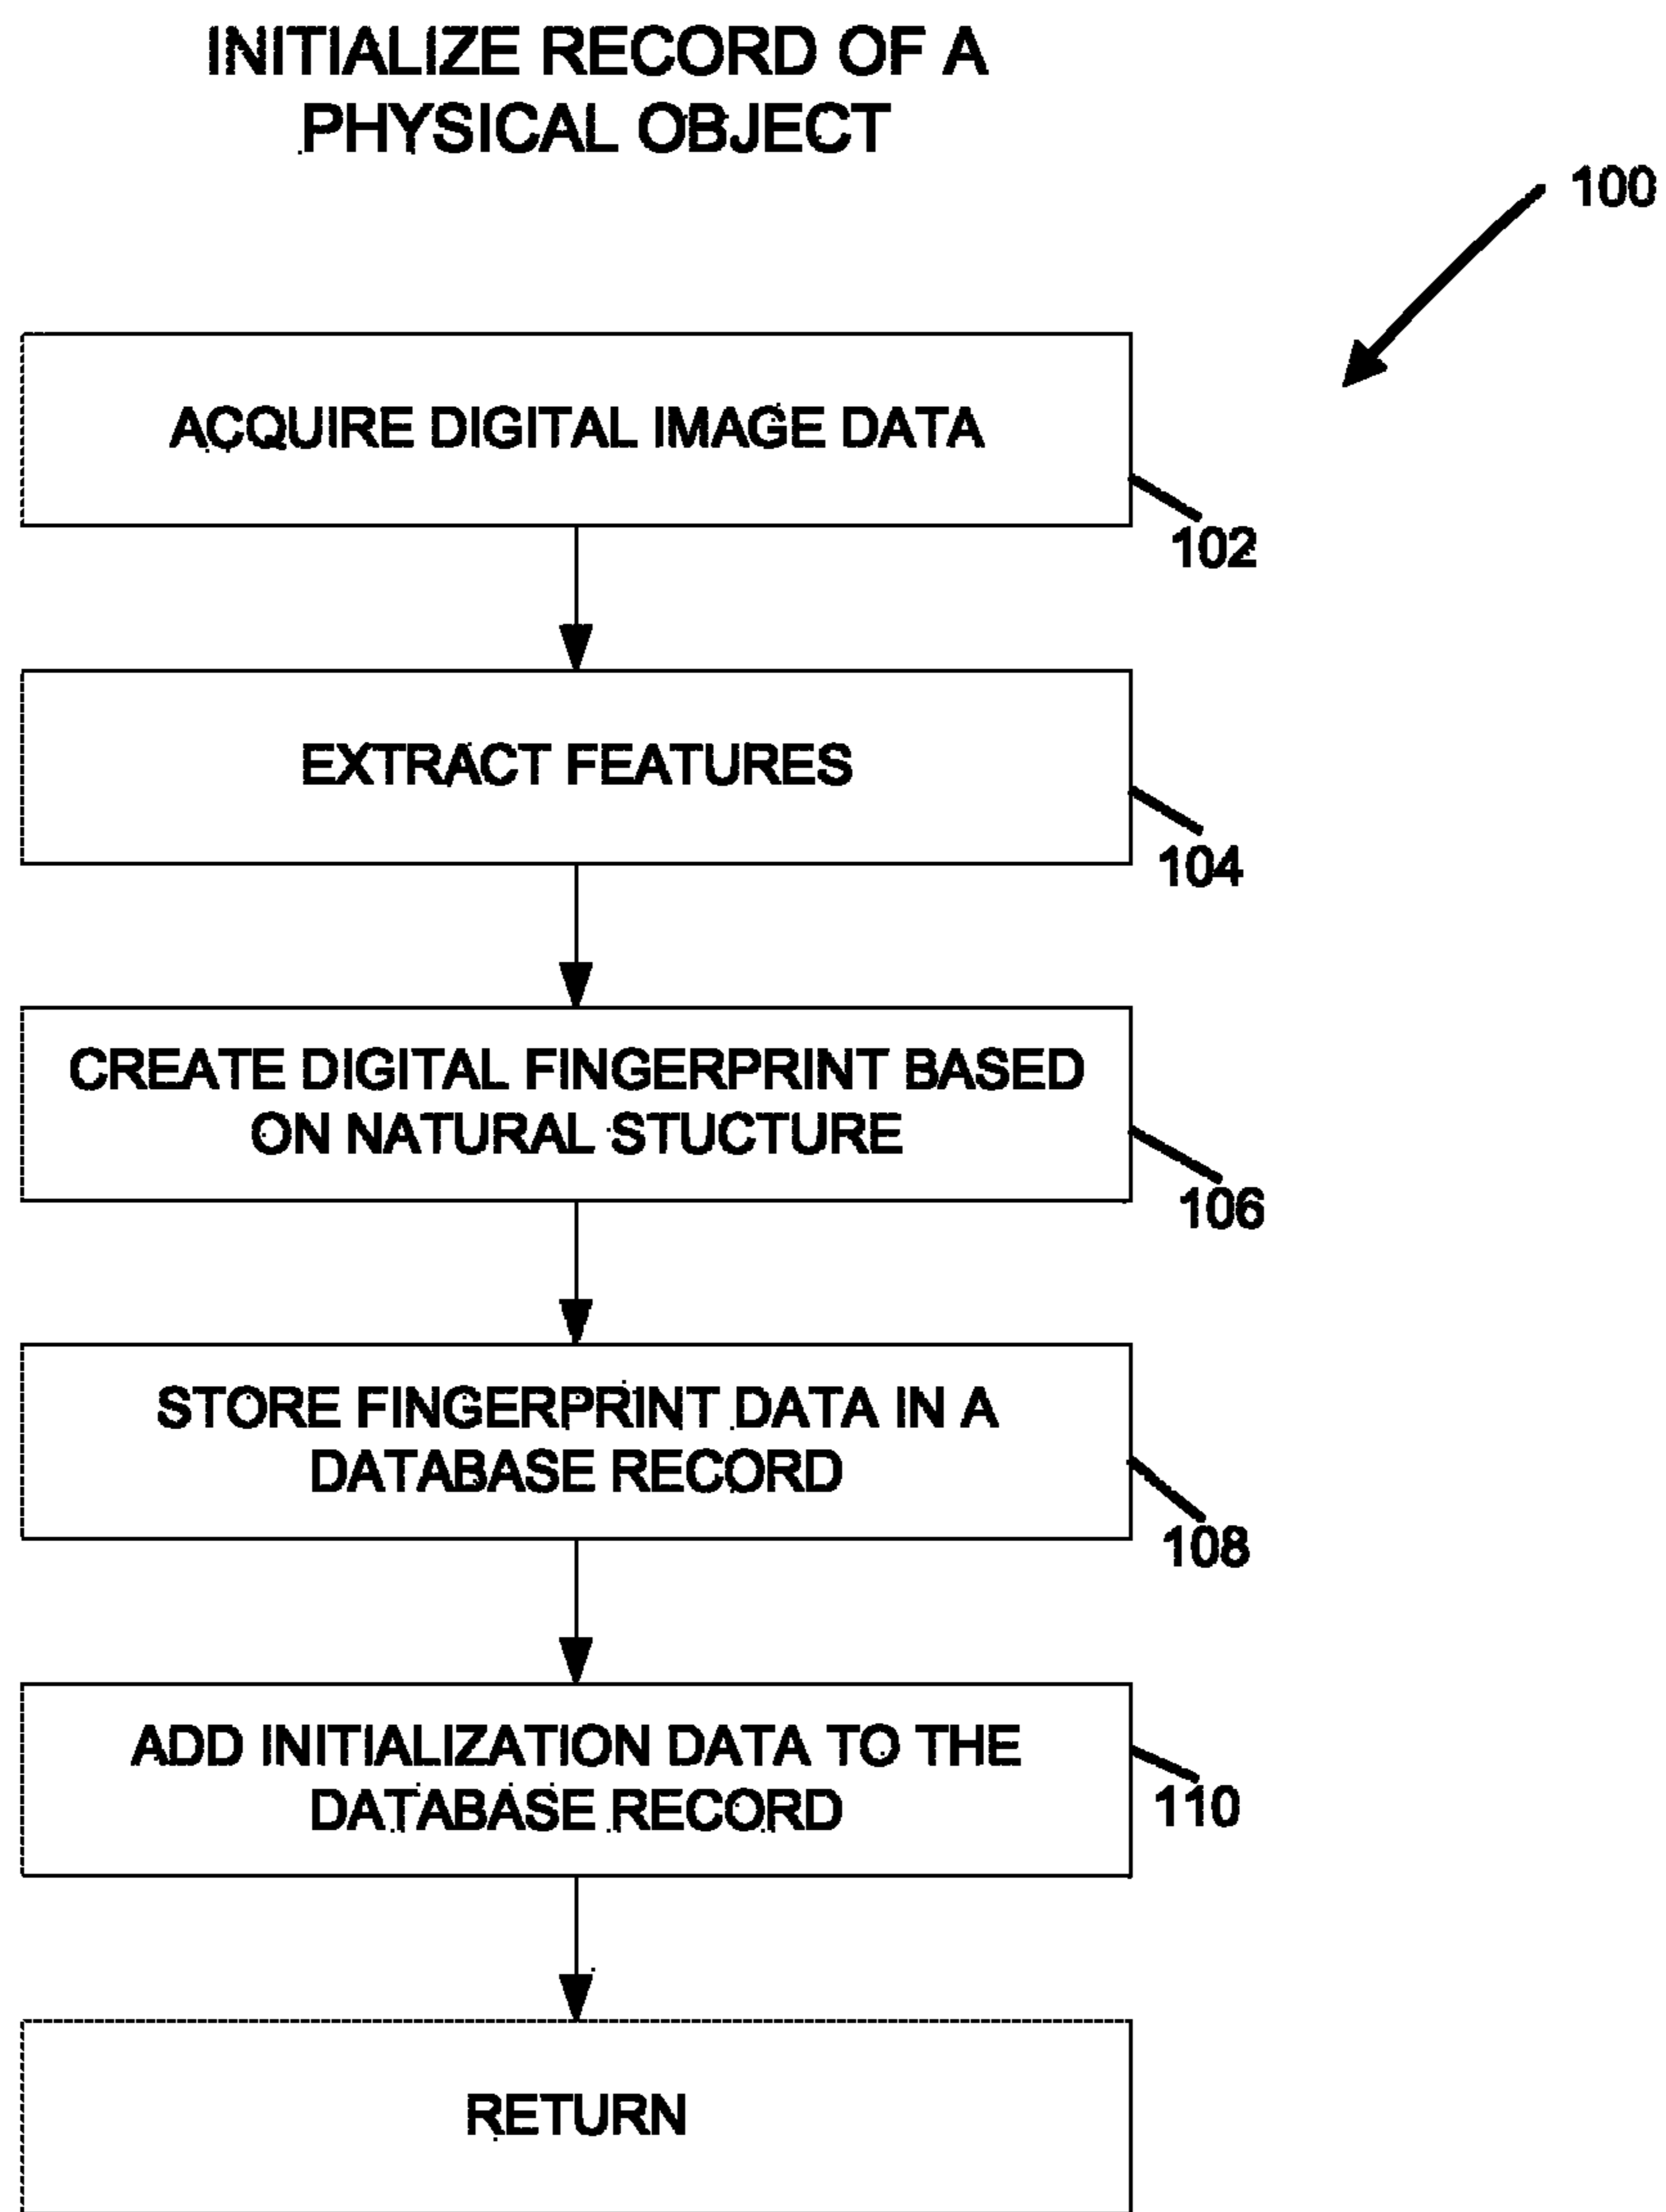 INITIALIZE RECORD OF A
PHYSICAL OBJECT
100
ACQUIRE DIGITAL IMAGE DATA
102
EXTRACT FEATURES
104
CREATE DIGITAL FINGERPRINT BASED
ON NATURAL STUCTURE
106
STORE FINGERPRINT DATA IN A
DATABASE RECORD
108
ADD INITIALIZATION DATA TO THE
DATABASE RECORD
110
RETURN